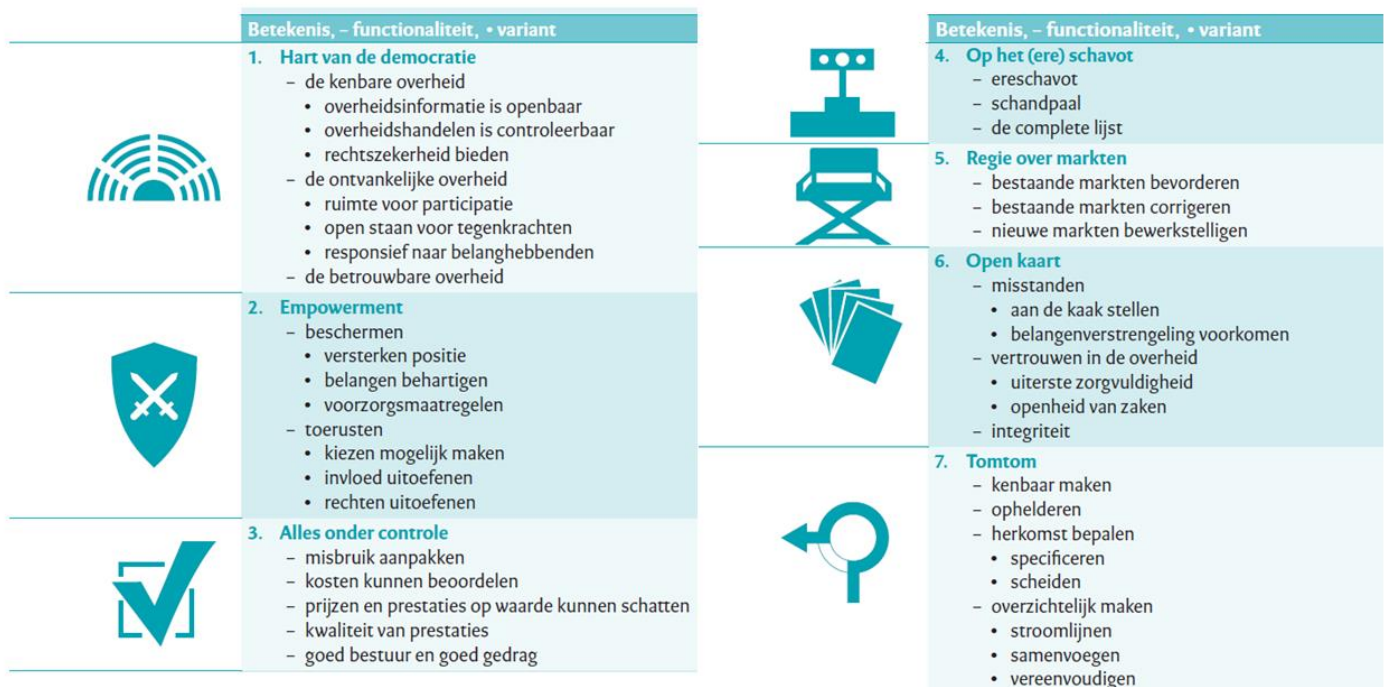 Betekenis, – functionaliteit, • variant
1. Hart van de democratie
– de kenbare overheid
• overheidsinformatie is openbaar
• overheidshandelen is controleerbaar
• rechtszekerheid bieden
– de ontvankelijke overheid
• ruimte voor participatie
• open staan voor tegenkrachten
• responsief naar belanghebbenden
– de betrouwbare overheid
2. Empowerment
– beschermen
• versterken positie
• belangen behartigen
• voorzorgsmaatregelen
– toerusten
• kiezen mogelijk maken
• invloed uitoefenen
• rechten uitoefenen
3. Alles onder controle
– misbruik aanpakken
– kosten kunnen beoordelen
– prijzen en prestaties op waarde kunnen schatten
– kwaliteit van prestaties
– goed bestuur en goed gedrag
Betekenis, – functionaliteit, • variant
4. Op het (ere) schavot
– ereschavot
– schandpaal
– de complete lijst
5. Regie over markten
– bestaande markten bevorderen
– bestaande markten corrigeren
– nieuwe markten bewerkstelligen
6. Open kaart
– misstanden
• aan de kaak stellen
• belangenverstrengeling voorkomen
– vertrouwen in de overheid
• uiterste zorgvuldigheid
• openheid van zaken
– integriteit
7. Tomtom
– kenbaar maken
– ophelderen
– herkomst bepalen
• specificeren
• scheiden
– overzichtelijk maken
• stroomlijnen
• samenvoegen
• vereenvoudigen